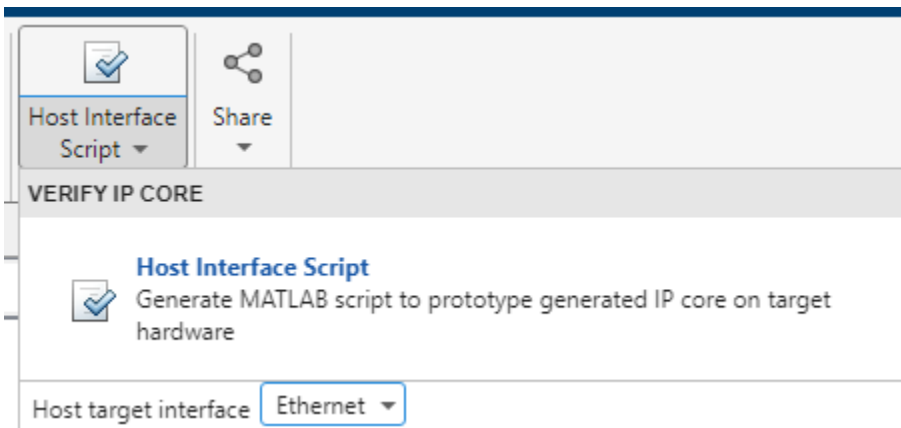 Host Interface
Script
Share
VERIFY IP CORE
Host Interface Script
Generate MATLAB script to prototype generated IP core on target
hardware
Host target interface Ethernet